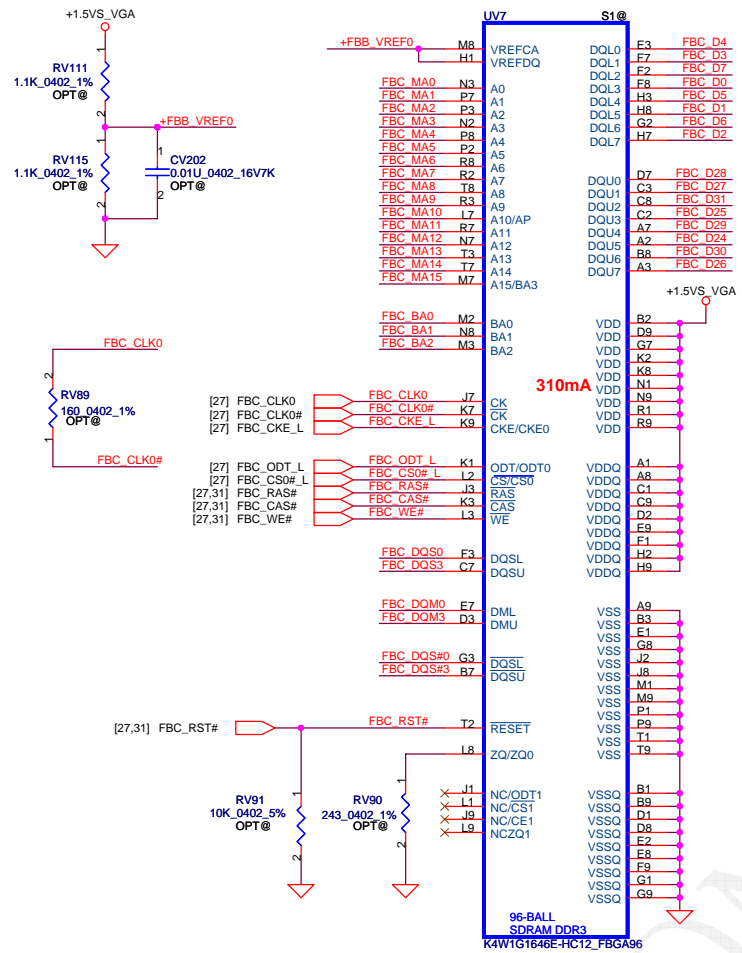 +1.5VS_VGA
RV111
1.1K_0402_1%
OPT@
1
2
+FBB_VREF0
RV115
1.1K_0402_1%
OPT@
1
2
CV202
0.01U_0402_16V7K
OPT@
1
2
FBC_CLK0
RV89
160_0402_1%
OPT@
2
1
FBC_CLK0#
UV7 S1@
+FBB_VREF0 M8 VREFCA
H1 VREFDQ
FBC_MA0 N3 A0
FBC_MA1 P7 A1
FBC_MA2 P3 A2
FBC_MA3 N2 A3
FBC_MA4 P8 A4
FBC_MA5 P2 A5
FBC_MA6 R8 A6
FBC_MA7 R2 A7
FBC_MA8 T8 A8
FBC_MA9 R3 A9
FBC_MA10 L7 A10/AP
FBC_MA11 R7 A11
FBC_MA12 N7 A12
FBC_MA13 T3 A13
FBC_MA14 T7 A14
FBC_MA15 M7 A15/BA3
FBC_BA0 M2 BA0
FBC_BA1 N8 BA1
FBC_BA2 M3 BA2
[27] FBC_CLK0 FBC_CLK0 J7 CK
[27] FBC_CLK0# FBC_CLK0# K7 CK
[27] FBC_CKE_L FBC_CKE_L K9 CKE/CKE0
[27] FBC_ODT_L FBC_ODT_L K1 ODT/ODT0
[27] FBC_CS0#_L FBC_CS0#_L L2 CS/CS0
[27,31] FBC_RAS# FBC_RAS# J3 RAS
[27,31] FBC_CAS# FBC_CAS# K3 CAS
[27,31] FBC_WE# FBC_WE# L3 WE
FBC_DQS0 F3 DQSL
FBC_DQS3 C7 DQSU
FBC_DQM0 E7 DML
FBC_DQM3 D3 DMU
FBC_DQS#0 G3 DQSL
FBC_DQS#3 B7 DQSU
[27,31] FBC_RST# FBC_RST# T2 RESET
L8 ZQ/ZQ0
RV91
10K_0402_5%
OPT@
1
2
RV90
243_0402_1%
OPT@
1
2
J1 NC/ODT1
L1 NC/CS1
J9 NC/CE1
L9 NCZQ1
DQL0 E3 FBC_D4
DQL1 F7 FBC_D3
DQL2 F2 FBC_D7
DQL3 F8 FBC_D0
DQL4 H3 FBC_D5
DQL5 H8 FBC_D1
DQL6 G2 FBC_D6
DQL7 H7 FBC_D2
DQU0 D7 FBC_D28
DQU1 C3 FBC_D27
DQU2 C8 FBC_D31
DQU3 C2 FBC_D25
DQU4 A7 FBC_D29
DQU5 A2 FBC_D24
DQU6 B8 FBC_D30
DQU7 A3 FBC_D26
+1.5VS_VGA
VDD B2
VDD D9
VDD G7
VDD K2
VDD K8
310mA
VDD N1
VDD N9
VDD R1
VDD R9
VDDQ A1
VDDQ A8
VDDQ C1
VDDQ C9
VDDQ D2
VDDQ E9
VDDQ F1
VDDQ H2
VDDQ H9
VSS A9
VSS B3
VSS E1
VSS G8
VSS J2
VSS J8
VSS M1
VSS M9
VSS P1
VSS P9
VSS T1
VSS T9
VSSQ B1
VSSQ B9
VSSQ D1
VSSQ D8
VSSQ E2
VSSQ E8
VSSQ F9
VSSQ G1
VSSQ G9
96-BALL
SDRAM DDR3
K4W1G1646E-HC12_FBGA96